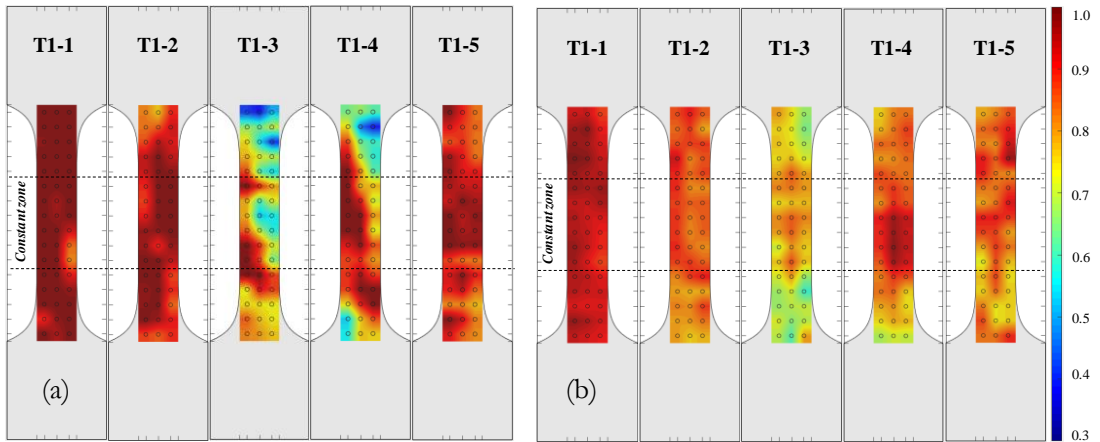 T1-1 T1-2 T1-3 T1-4 T1-5
Constant zone
(a)
T1-1 T1-2 T1-3 T1-4 T1-5
Constant zone
(b)
1.0
0.9
0.8
0.7
0.6
0.5
0.4
0.3